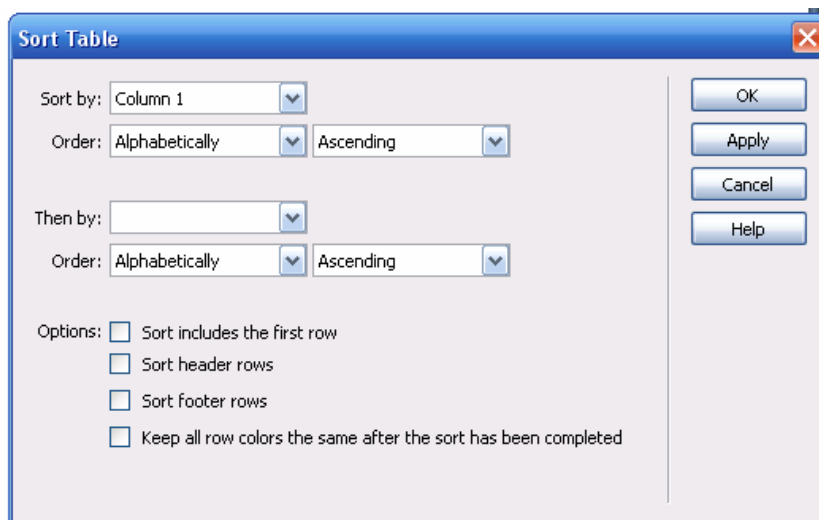 Sort Table
Sort by: Column 1
Order: Alphabetically Ascending
Then by:
Order: Alphabetically Ascending
Options: Sort includes the first row
Sort header rows
Sort footer rows
Keep all row colors the same after the sort has been completed
OK
Apply
Cancel
Help